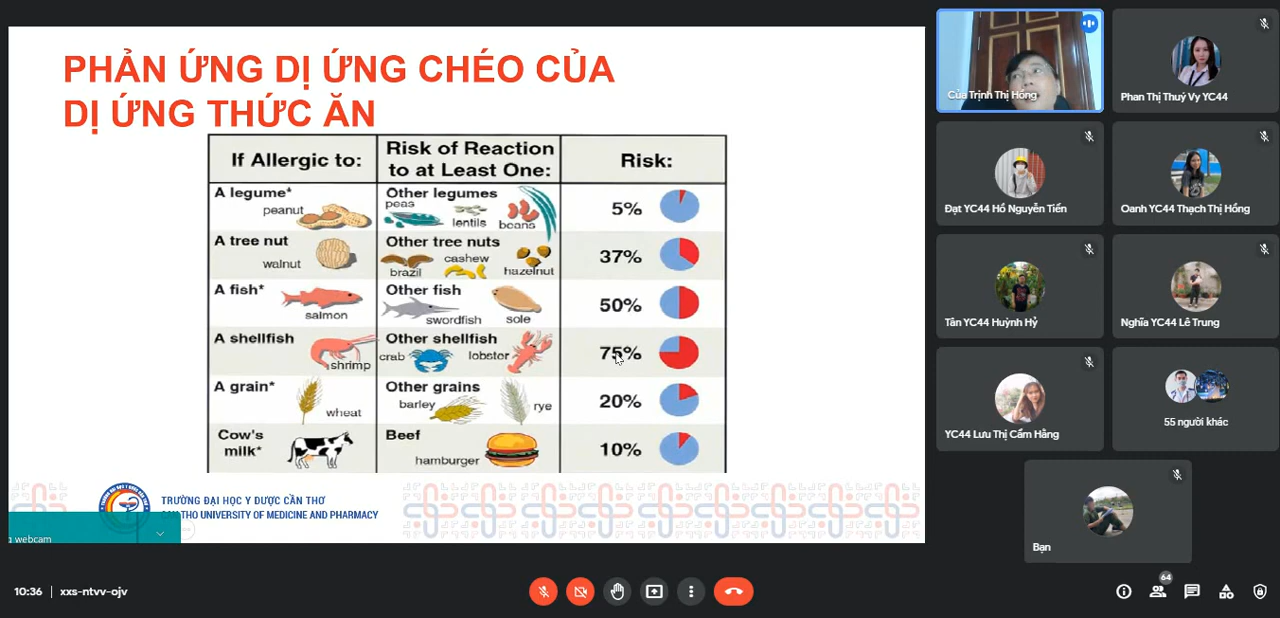 PHẢN ỨNG DỊ ỨNG CHÉO CỦA
DỊ ỨNG THỨC ĂN
If Allergic to:
Risk of Reaction
to at Least One:
Risk:
A legume*
peanut
Other legumes
peas
lentils
beans
5%
A tree nut
walnut
Other tree nuts
brazil
cashew
hazelnut
37%
A fish*
salmon
Other fish
swordfish
sole
50%
A shellfish
shrimp
Other shellfish
crab
lobster
75%
A grain*
wheat
Other grains
barley
rye
20%
Cow's
milk*
Beef
hamburger
10%
TRƯỜNG ĐẠI HỌC Y DƯỢC CẦN THƠ
THO UNIVERSITY OF MEDICINE AND PHARMACY
webcam
Của Trịnh Thị Hồng
Phan Thị Thuý Vy YC44
Đạt YC44 Hồ Nguyễn Tiến
Oanh YC44 Thạch Thị Hồng
Tân YC44 Huỳnh Hỷ
Nghĩa YC44 Lê Trung
YC44 Lưu Thị Cẩm Hằng
55 người khác
Bạn
10:36 | xxs-ntvv-ojv
64